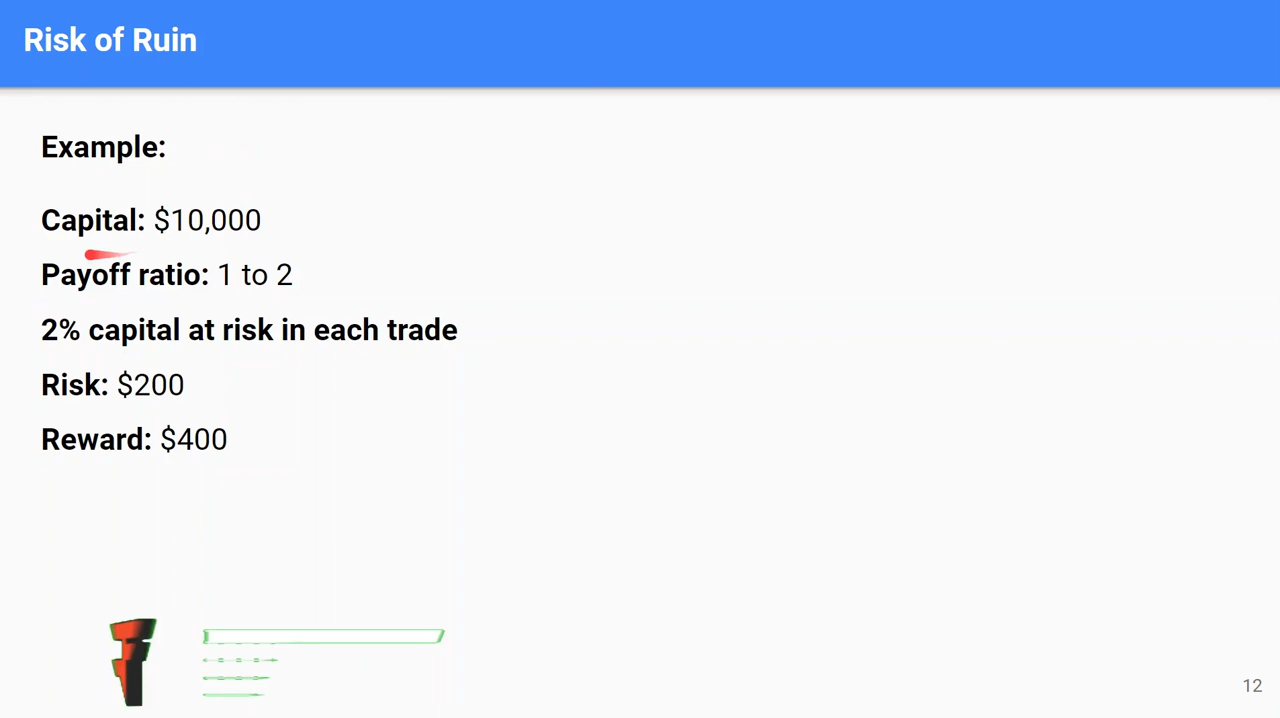 Risk of Ruin
Example:
Capital: $10,000
Payoff ratio: 1 to 2
2% capital at risk in each trade
Risk: $200
Reward: $400
12